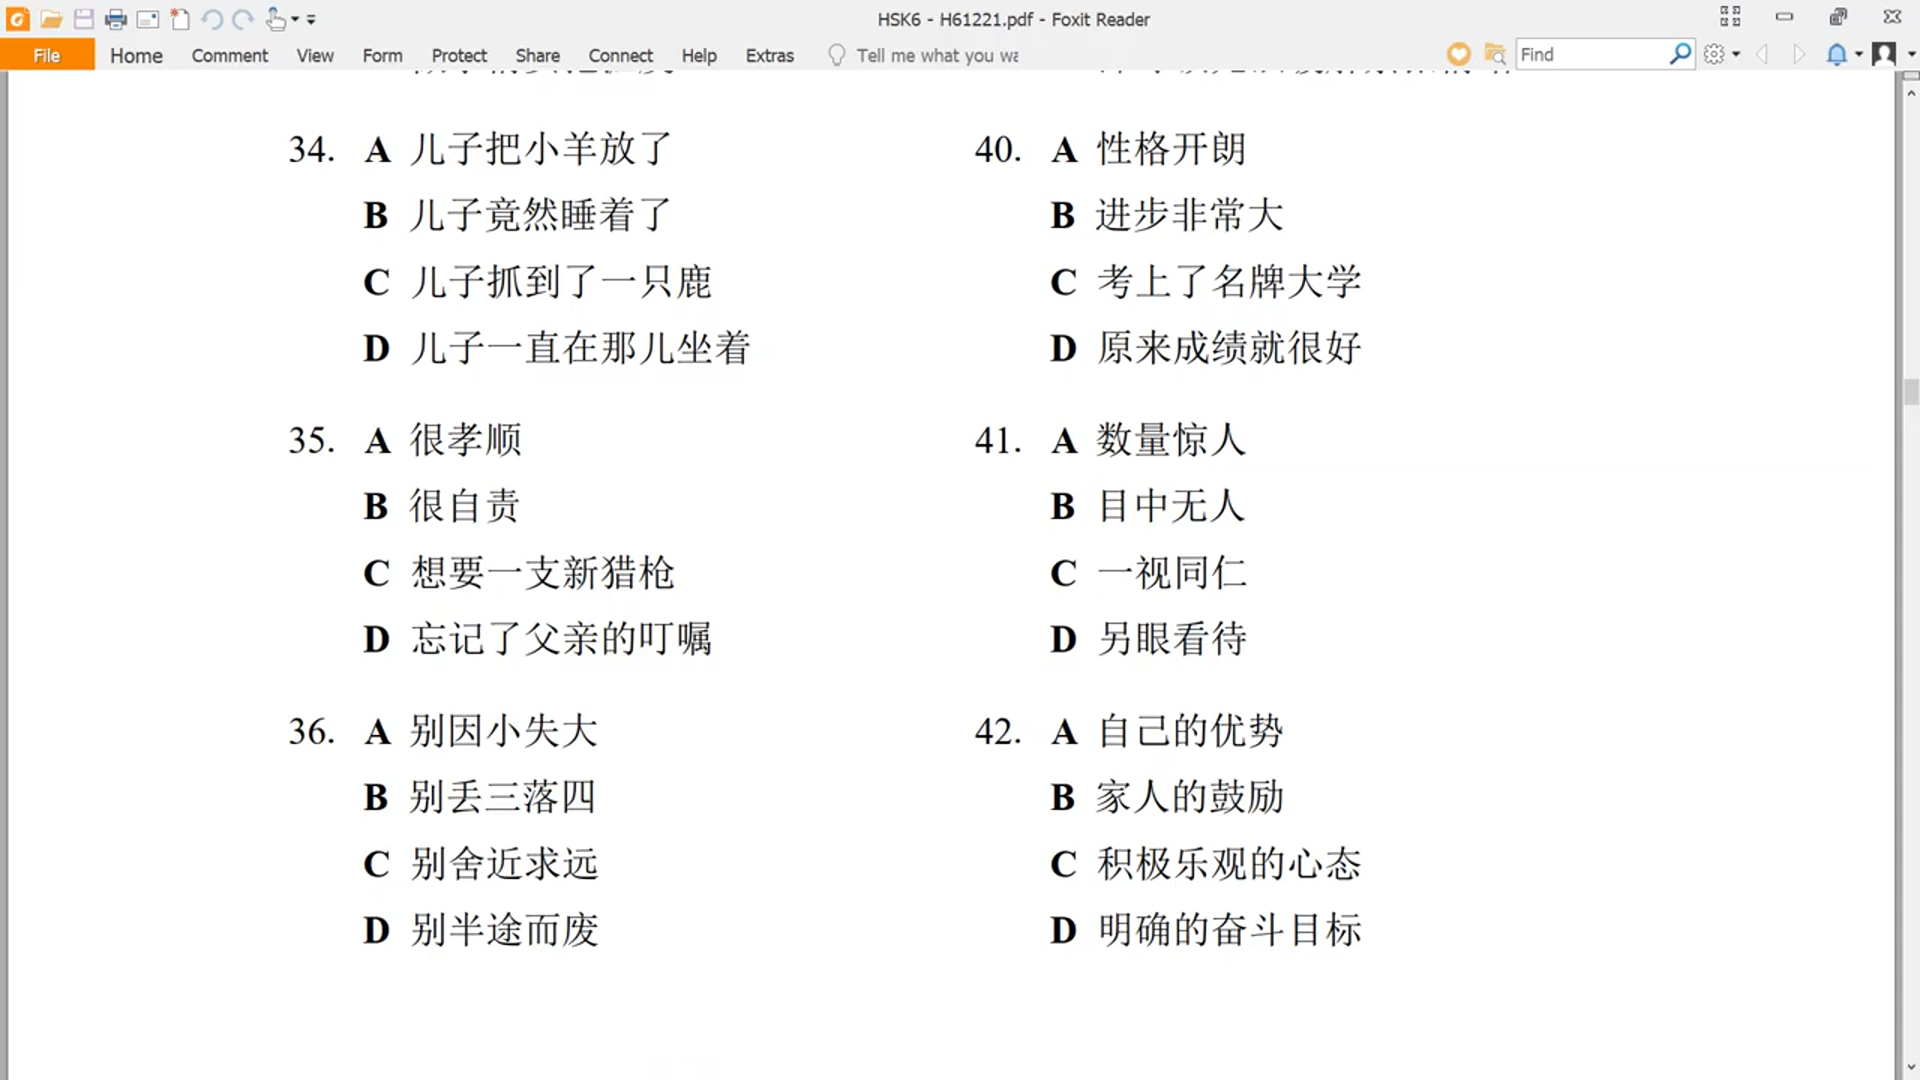 HSK6 - H61221.pdf - Foxit Reader
File Home Comment View Form Protect Share Connect Help Extras Tell me what you wa Find
34. A 儿子把小羊放了
B 儿子竟然睡着了
C 儿子抓到了一只鹿
D 儿子一直在那儿坐着
35. A 很孝顺
B 很自责
C 想要一支新猎枪
D 忘记了父亲的叮嘱
36. A 别因小失大
B 别丢三落四
C 别舍近求远
D 别半途而废
40. A 性格开朗
B 进步非常大
C 考上了名牌大学
D 原来成绩就很好
41. A 数量惊人
B 目中无人
C 一视同仁
D 另眼看待
42. A 自己的优势
B 家人的鼓励
C 积极乐观的心态
D 明确的奋斗目标